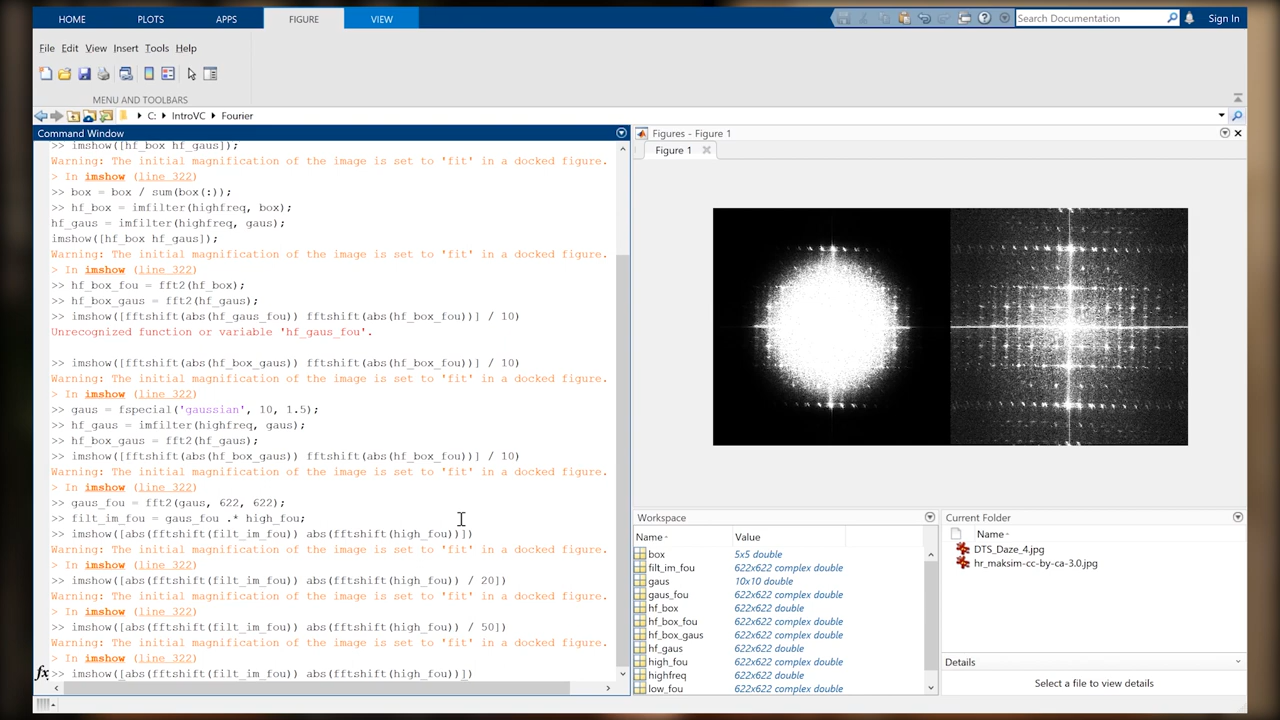 HOME PLOTS APPS FIGURE VIEW
Search Documentation Sign In
File Edit View Insert Tools Help
MENU AND TOOLBARS
C: IntroVC Fourier
Command Window
>> imshow([hf_box hf_gaus]);
Warning: The initial magnification of the image is set to 'fit' in a docked figure.
> In imshow (line 322)
>> box = box / sum(box(:));
>> hf_box = imfilter(highfreq, box);
hf_gaus = imfilter(highfreq, gaus);
imshow([hf_box hf_gaus]);
Warning: The initial magnification of the image is set to 'fit' in a docked figure.
> In imshow (line 322)
>> hf_box_fou = fft2(hf_box);
>> hf_box_gaus = fft2(hf_gaus);
>> imshow([fftshift(abs(hf_gaus_fou)) fftshift(abs(hf_box_fou))] / 10)
Unrecognized function or variable 'hf_gaus_fou'.
>> imshow([fftshift(abs(hf_box_gaus)) fftshift(abs(hf_box_fou))] / 10)
Warning: The initial magnification of the image is set to 'fit' in a docked figure.
> In imshow (line 322)
>> gaus = fspecial('gaussian', 10, 1.5);
>> hf_gaus = imfilter(highfreq, gaus);
>> hf_box_gaus = fft2(hf_gaus);
>> imshow([fftshift(abs(hf_box_gaus)) fftshift(abs(hf_box_fou))] / 10)
Warning: The initial magnification of the image is set to 'fit' in a docked figure.
> In imshow (line 322)
>> gaus_fou = fft2(gaus, 622, 622);
>> filt_im_fou = gaus_fou .* high_fou;
>> imshow([abs(fftshift(filt_im_fou)) abs(fftshift(high_fou))])
Warning: The initial magnification of the image is set to 'fit' in a docked figure.
> In imshow (line 322)
>> imshow([abs(fftshift(filt_im_fou)) abs(fftshift(high_fou)) / 20])
Warning: The initial magnification of the image is set to 'fit' in a docked figure.
> In imshow (line 322)
>> imshow([abs(fftshift(filt_im_fou)) abs(fftshift(high_fou)) / 50])
Warning: The initial magnification of the image is set to 'fit' in a docked figure.
> In imshow (line 322)
fx >> imshow([abs(fftshift(filt_im_fou)) abs(fftshift(high_fou))])
Figures - Figure 1
Figure 1
Workspace
Name Value
box 5x5 double
filt_im_fou 622x622 complex double
gaus 10x10 double
gaus_fou 622x622 complex double
hf_box 622x622 double
hf_box_fou 622x622 complex double
hf_box_gaus 622x622 complex double
hf_gaus 622x622 double
high_fou 622x622 complex double
highfreq 622x622 double
low_fou 622x622 complex double
Current Folder
Name
DTS_Daze_4.jpg
hr_maksim-cc-by-ca-3.0.jpg
Details
Select a file to view details